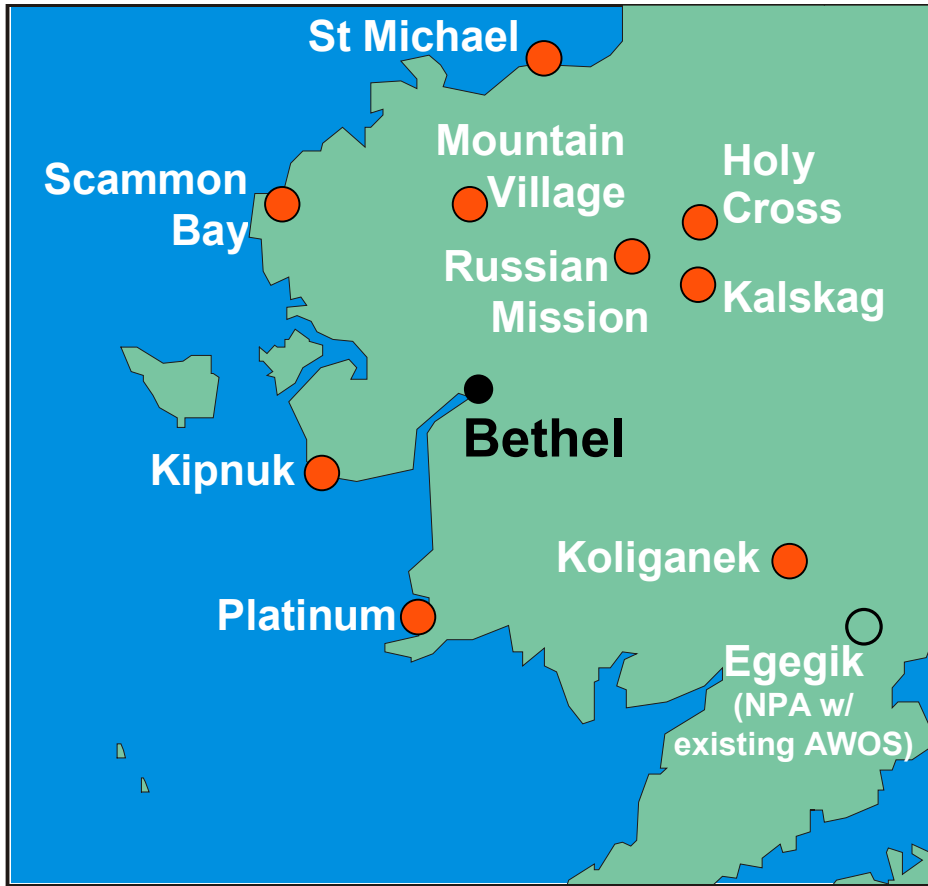 St Michael
Mountain
Village
Holy
Cross
Scammon
Bay
Russian
Mission
Kalskag
Bethel
Kipnuk
Koliganek
Platinum
Egegik
(NPA w/
existing AWOS)